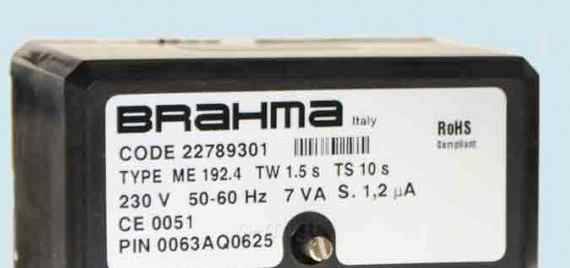 BRAHMA Italy
RoHS
Compliant
CODE 22789301
TYPE ME 192.4 TW 1.5 s TS 10 s
230 V 50-60 Hz 7 VA S. 1,2 µA
CE 0051
PIN 0063AQ0625